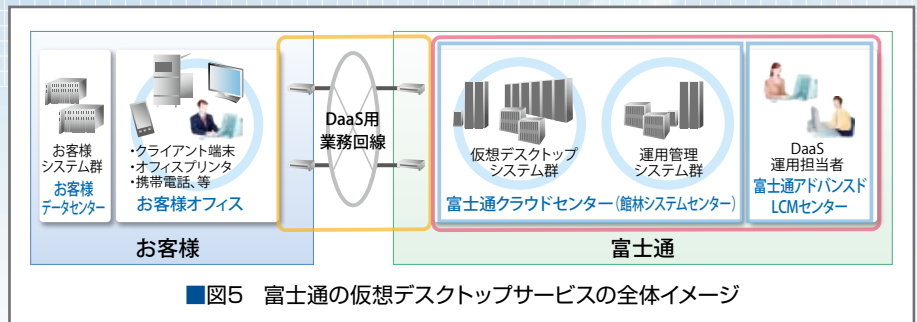 お客様
システム群
お客様
データセンター
・クライアント端末
・オフィスプリンタ
・携帯電話、等
お客様オフィス
DaaS用
業務回線
仮想デスクトップ
システム群
運用管理
システム群
富士通クラウドセンター（館林システムセンター）
DaaS
運用担当者
富士通アドバンスド
LCMセンター
お客様
富士通
■図5　富士通の仮想デスクトップサービスの全体イメージ